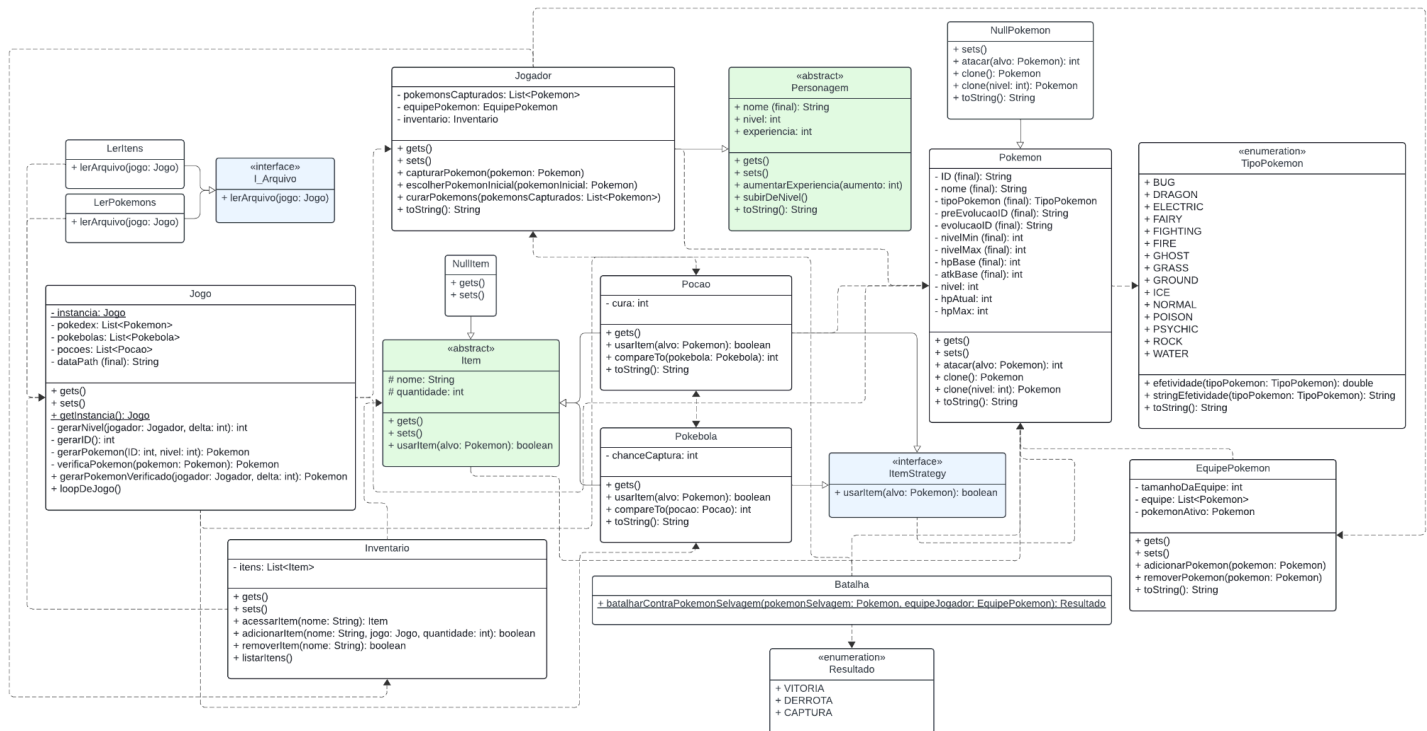 NullPokemon
+ sets()
+ atacar(alvo: Pokemon): int
+ clone(): Pokemon
+ clone(nivel: int): Pokemon
+ toString(): String
Jogador
- pokemonsCapturados: List<Pokemon>
- equipePokemon: EquipePokemon
- inventario: Inventario
+ gets()
+ sets()
+ capturarPokemon(pokemon: Pokemon)
+ escolherPokemonInicial(pokemonInicial: Pokemon)
+ curarPokemons(pokemonsCapturados: List<Pokemon>)
+ toString(): String
«abstract»
Personagem
+ nome (final): String
+ nivel: int
+ experiencia: int
+ gets()
+ sets()
+ aumentarExperiencia(aumento: int)
+ subirDeNivel()
+ toString(): String
LerItens
+ lerArquivo(jogo: Jogo)
LerPokemons
+ lerArquivo(jogo: Jogo)
«interface»
I_Arquivo
+ lerArquivo(jogo: Jogo)
Pokemon
- ID (final): String
- nome (final): String
- tipoPokemon (final): TipoPokemon
- preEvolucaoID (final): String
- evolucaoID (final): String
- nivelMin (final): int
- nivelMax (final): int
- hpBase (final): int
- atkBase (final): int
- nivel: int
- hpAtual: int
- hpMax: int
+ gets()
+ sets()
+ atacar(alvo: Pokemon): int
+ clone(): Pokemon
+ clone(nivel: int): Pokemon
+ toString(): String
«enumeration»
TipoPokemon
+ BUG
+ DRAGON
+ ELECTRIC
+ FAIRY
+ FIGHTING
+ FIRE
+ GHOST
+ GRASS
+ GROUND
+ ICE
+ NORMAL
+ POISON
+ PSYCHIC
+ ROCK
+ WATER
+ efetividade(tipoPokemon: TipoPokemon): double
+ stringEfetividade(tipoPokemon: TipoPokemon): String
+ toString(): String
NullItem
+ gets()
+ sets()
Jogo
- instancia: Jogo
- pokedex: List<Pokemon>
- pokebolas: List<Pokebola>
- pocoes: List<Pocao>
- dataPath (final): String
+ gets()
+ sets()
+ getInstancia(): Jogo
- gerarNivel(jogador: Jogador, delta: int): int
- gerarID(): int
- gerarPokemon(ID: int, nivel: int): Pokemon
- verificaPokemon(pokemon: Pokemon): Pokemon
+ gerarPokemonVerificado(jogador: Jogador, delta: int): Pokemon
+ loopDeJogo()
«abstract»
Item
# nome: String
# quantidade: int
+ gets()
+ sets()
+ usarItem(alvo: Pokemon): boolean
Pocao
- cura: int
+ gets()
+ usarItem(alvo: Pokemon): boolean
+ compareTo(pokebola: Pokebola): int
+ toString(): String
Pokebola
- chanceCaptura: int
+ gets()
+ usarItem(alvo: Pokemon): boolean
+ compareTo(pocao: Pocao): int
+ toString(): String
«interface»
ItemStrategy
+ usarItem(alvo: Pokemon): boolean
EquipePokemon
- tamanhoDaEquipe: int
- equipe: List<Pokemon>
- pokemonAtivo: Pokemon
+ gets()
+ sets()
+ adicionarPokemon(pokemon: Pokemon)
+ removerPokemon(pokemon: Pokemon)
+ toString(): String
Inventario
- itens: List<Item>
+ gets()
+ sets()
+ acessarItem(nome: String): Item
+ adicionarItem(nome: String, jogo: Jogo, quantidade: int): boolean
+ removerItem(nome: String): boolean
+ listarItens()
Batalha
+ batalharContraPokemonSelvagem(pokemonSelvagem: Pokemon, equipeJogador: EquipePokemon): Resultado
«enumeration»
Resultado
+ VITORIA
+ DERROTA
+ CAPTURA